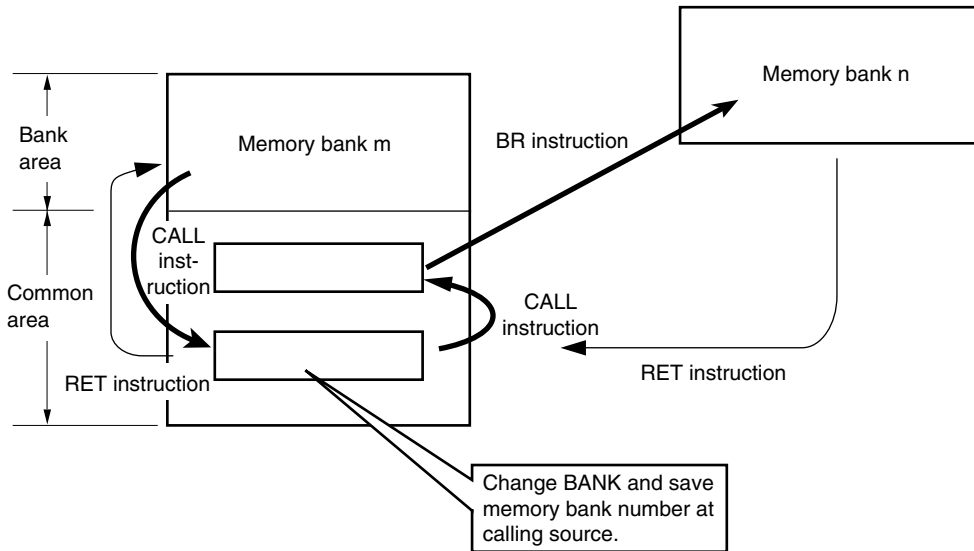 Memory bank n
Bank
area
Memory bank m
BR instruction
CALL
inst-
ruction
Common
area
CALL
instruction
RET instruction
RET instruction
Change BANK and save
memory bank number at
calling source.